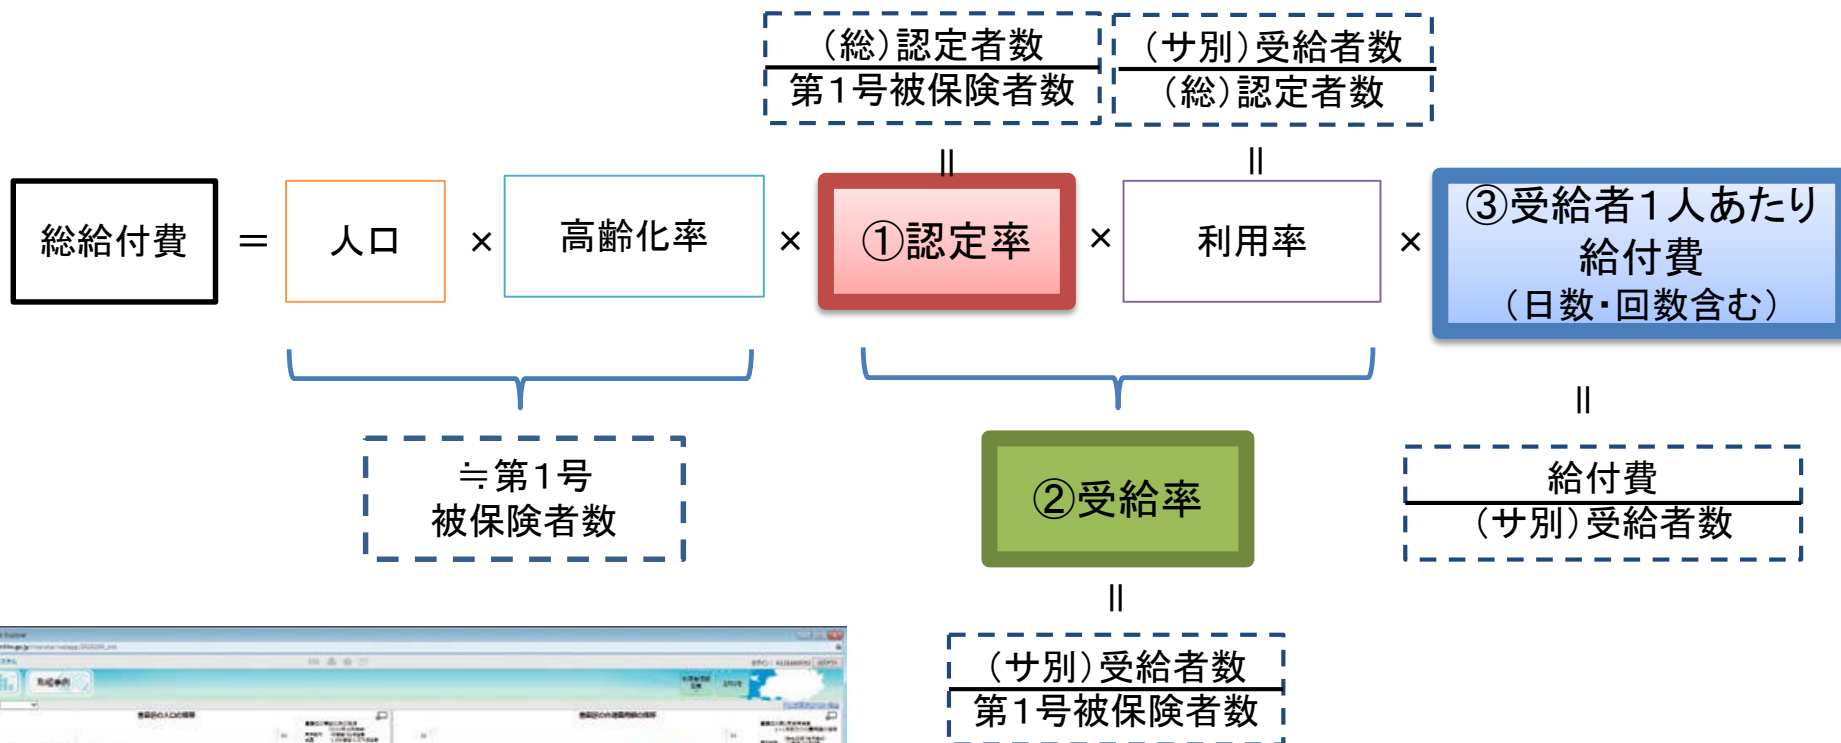 (総)認定者数
第1号被保険者数
(サ別)受給者数
(総)認定者数
=
=
総給付費
=
人口
×
高齢化率
×
①認定率
×
利用率
×
③受給者1人あたり
給付費
(日数・回数含む)
≒第1号
被保険者数
②受給率
=
給付費
(サ別)受給者数
=
(サ別)受給者数
第1号被保険者数
取組事例